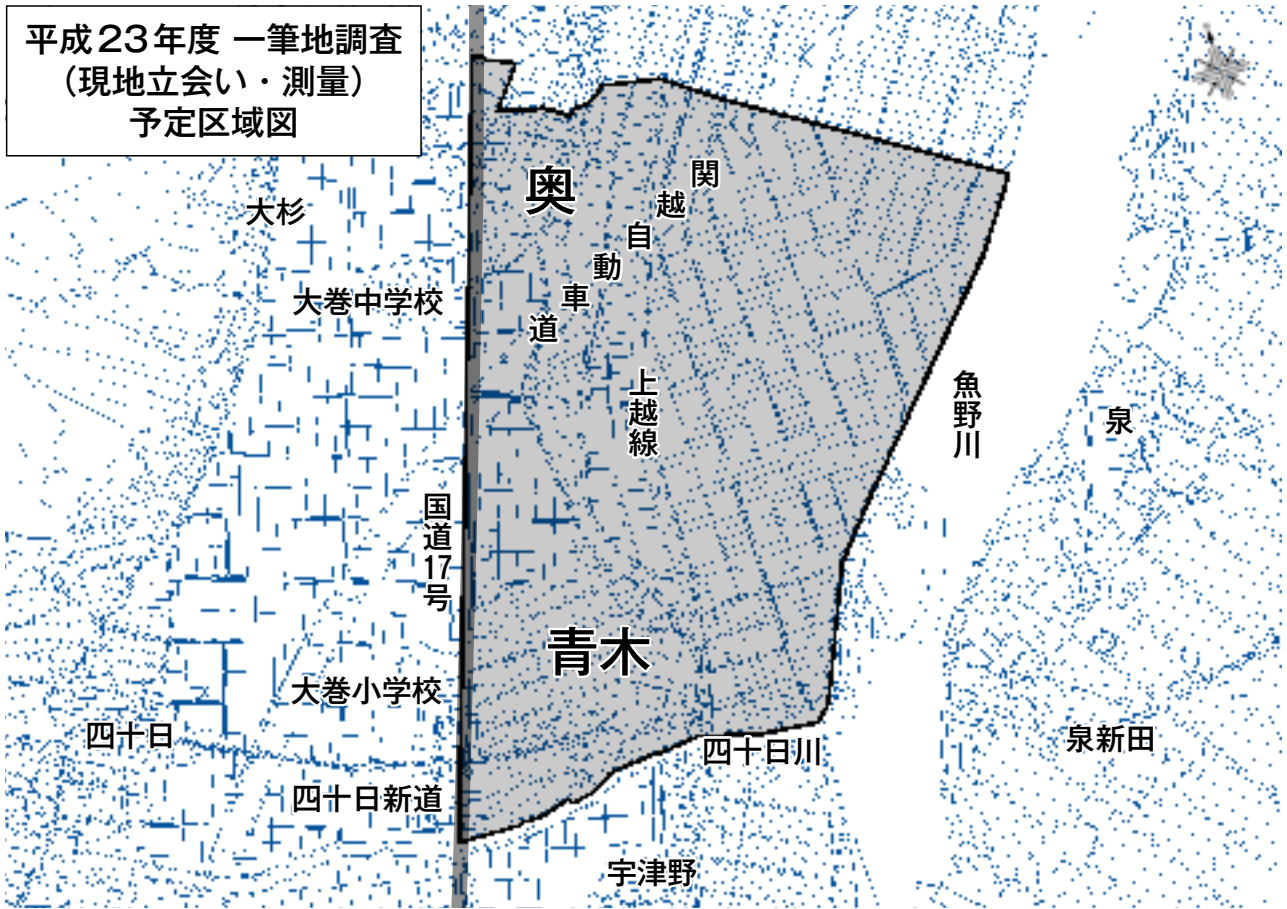 平成23年度 一筆地調査
（現地立会い・測量）
予定区域図
奥
関越自動車道
大杉
大巻中学校
上越線
魚野川
泉
国道17号
青木
大巻小学校
四十日
四十日川
泉新田
四十日新道
宇津野